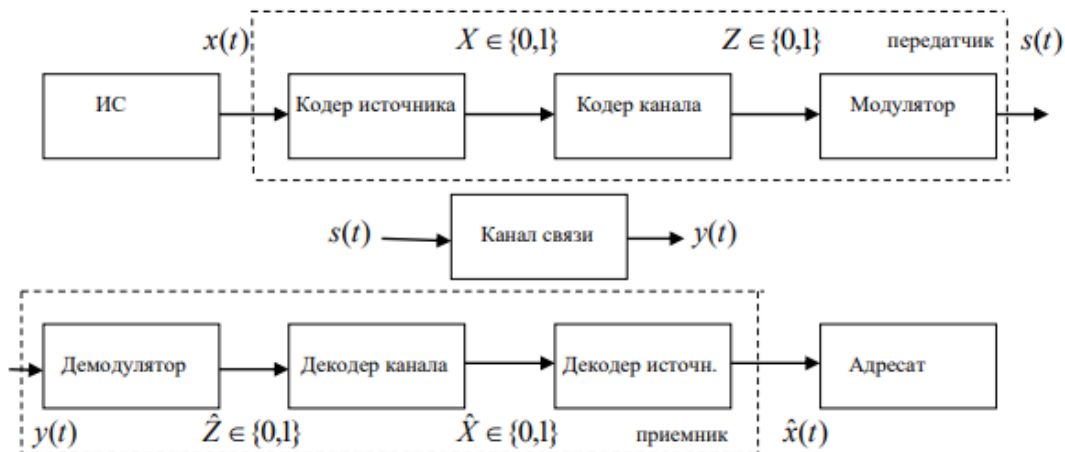 x(t) X ∈ {0,1} Z ∈ {0,1} передатчик s(t)
ИС Кодер источника Кодер канала Модулятор
s(t) Канал связи y(t)
Демодулятор Декодер канала Декодер источн. Адресат
y(t) Ẑ ∈ {0,1} X̂ ∈ {0,1} приемник x̂(t)